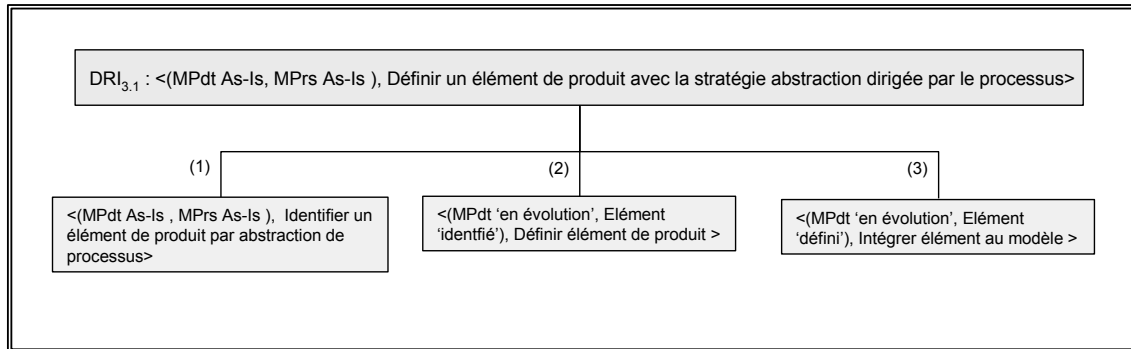 DRI3.1 : <(MPdt As-Is, MPrs As-Is ), Définir un élément de produit avec la stratégie abstraction dirigée par le processus>
(1)
(2)
(3)
<(MPdt As-Is , MPrs As-Is ), Identifier un
élément de produit par abstraction de
processus>
<(MPdt ‘en évolution’, Elément
‘identfié’), Définir élément de produit >
<(MPdt ‘en évolution’, Elément
‘défini’), Intégrer élément au modèle >